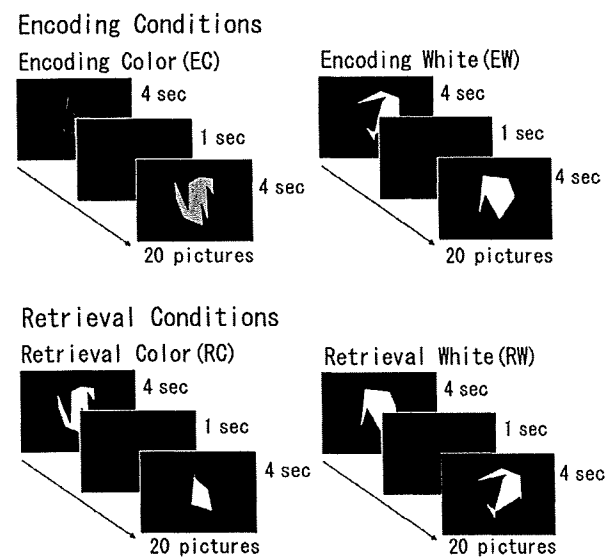 Encoding Conditions
Encoding Color(EC)
4 sec
1 sec
4 sec
20 pictures
Encoding White(EW)
4 sec
1 sec
4 sec
20 pictures
Retrieval Conditions
Retrieval Color(RC)
4 sec
1 sec
4 sec
20 pictures
Retrieval White(RW)
4 sec
1 sec
4 sec
20 pictures